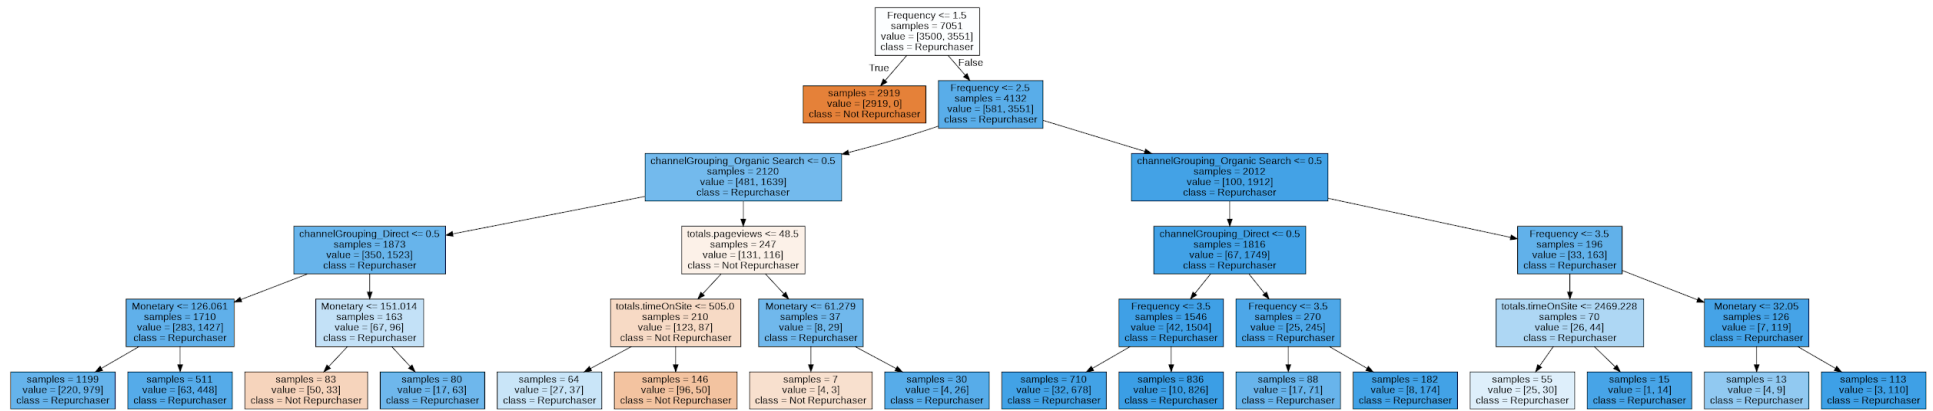 Frequency <= 1.5
samples = 7051
value = [3500, 3551]
class = Repurchaser
True
False
samples = 2919
value = [2919, 0]
class = Not Repurchaser
Frequency <= 2.5
samples = 4132
value = [581, 3551]
class = Repurchaser
channelGrouping_Organic Search <= 0.5
samples = 2120
value = [481, 1639]
class = Repurchaser
channelGrouping_Organic Search <= 0.5
samples = 2012
value = [100, 1912]
class = Repurchaser
channelGrouping_Direct <= 0.5
samples = 1873
value = [350, 1523]
class = Repurchaser
totals.pageviews <= 48.5
samples = 247
value = [131, 116]
class = Not Repurchaser
channelGrouping_Direct <= 0.5
samples = 1816
value = [67, 1749]
class = Repurchaser
Frequency <= 3.5
samples = 196
value = [33, 163]
class = Repurchaser
Monetary <= 126.061
samples = 1710
value = [283, 1427]
class = Repurchaser
Monetary <= 151.014
samples = 163
value = [67, 96]
class = Repurchaser
totals.timeOnSite <= 505.0
samples = 210
value = [123, 87]
class = Not Repurchaser
Monetary <= 61.279
samples = 37
value = [8, 29]
class = Repurchaser
Frequency <= 3.5
samples = 1546
value = [42, 1504]
class = Repurchaser
Frequency <= 3.5
samples = 270
value = [25, 245]
class = Repurchaser
totals.timeOnSite <= 2469.228
samples = 70
value = [26, 44]
class = Repurchaser
Monetary <= 32.05
samples = 126
value = [7, 119]
class = Repurchaser
samples = 1199
value = [220, 979]
class = Repurchaser
samples = 511
value = [63, 448]
class = Repurchaser
samples = 83
value = [50, 33]
class = Not Repurchaser
samples = 80
value = [17, 63]
class = Repurchaser
samples = 64
value = [27, 37]
class = Repurchaser
samples = 146
value = [96, 50]
class = Not Repurchaser
samples = 7
value = [4, 3]
class = Not Repurchaser
samples = 30
value = [4, 26]
class = Repurchaser
samples = 710
value = [32, 678]
class = Repurchaser
samples = 836
value = [10, 826]
class = Repurchaser
samples = 88
value = [17, 71]
class = Repurchaser
samples = 182
value = [8, 174]
class = Repurchaser
samples = 55
value = [25, 30]
class = Repurchaser
samples = 15
value = [1, 14]
class = Repurchaser
samples = 13
value = [4, 9]
class = Repurchaser
samples = 113
value = [3, 110]
class = Repurchaser